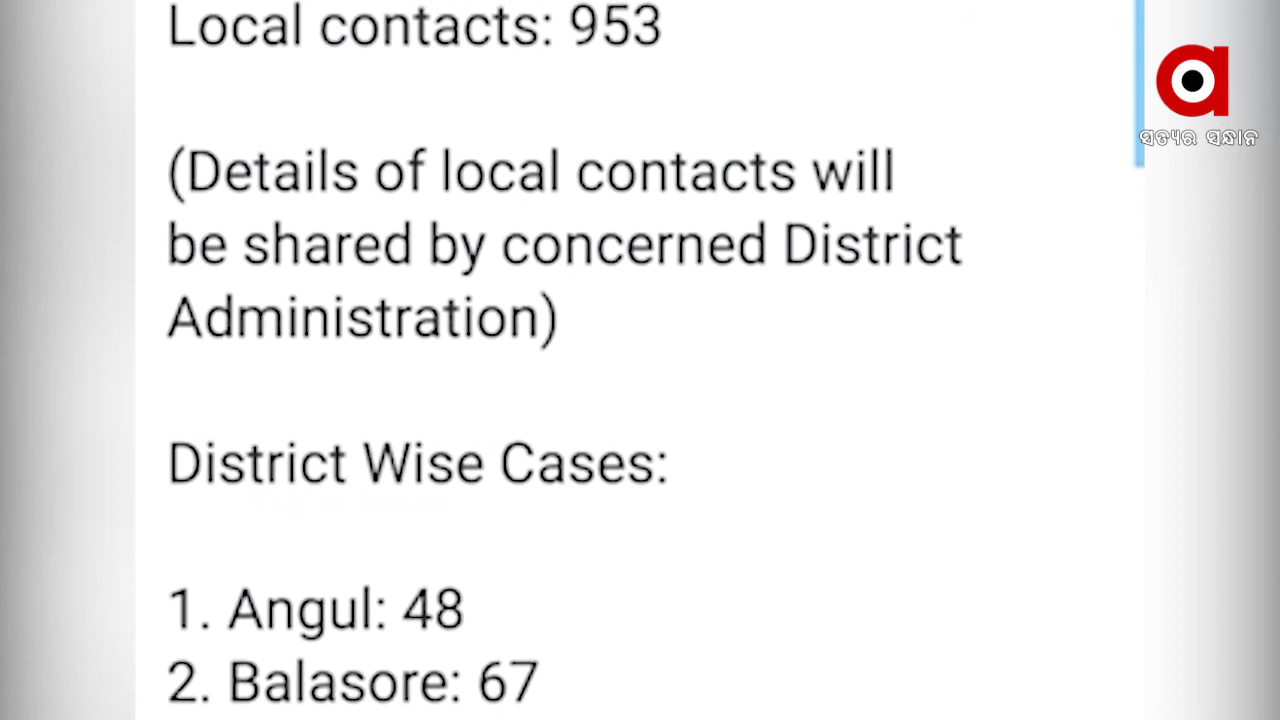 Local contacts: 953
ସତ୍ୟର ସନ୍ଧାନ
(Details of local contacts will
be shared by concerned District
Administration)
District Wise Cases:
1. Angul: 48
2. Balasore: 67